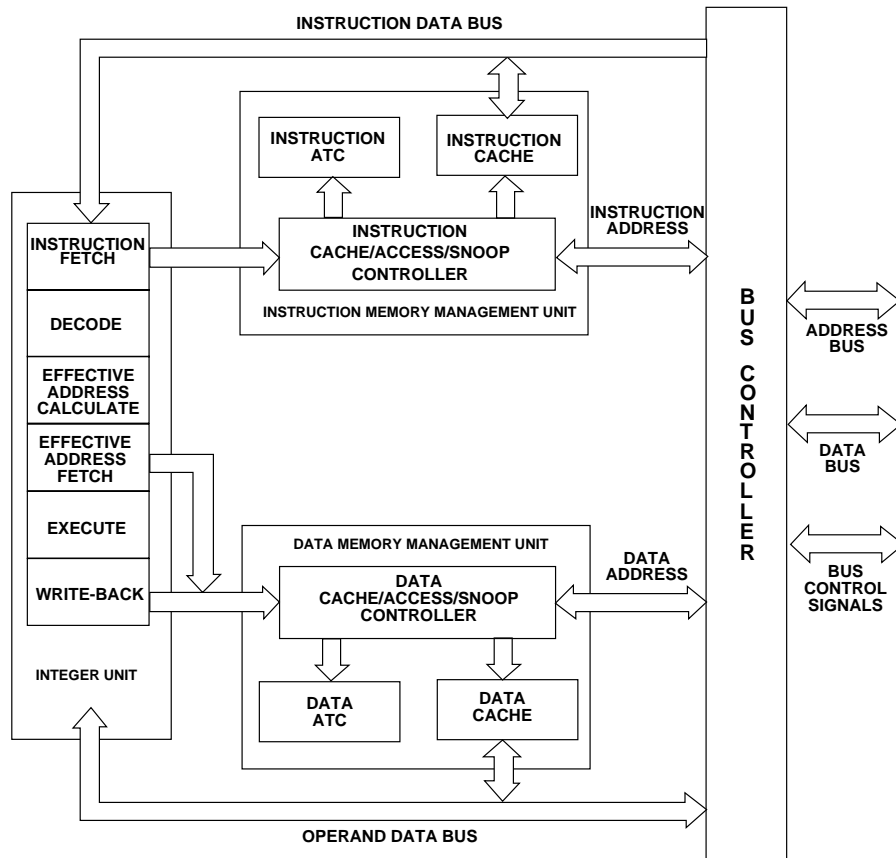 INSTRUCTION DATA BUS
INSTRUCTION
ATC
INSTRUCTION
CACHE
INSTRUCTION
CACHE/ACCESS/SNOOP
CONTROLLER
INSTRUCTION MEMORY MANAGEMENT UNIT
INSTRUCTION
ADDRESS
INSTRUCTION
FETCH
DECODE
EFFECTIVE
ADDRESS
CALCULATE
EFFECTIVE
ADDRESS
FETCH
EXECUTE
WRITE-BACK
INTEGER UNIT
DATA MEMORY MANAGEMENT UNIT
DATA
CACHE/ACCESS/SNOOP
CONTROLLER
DATA
ATC
DATA
CACHE
DATA
ADDRESS
OPERAND DATA BUS
BUS CONTROLLER
ADDRESS
BUS
DATA
BUS
BUS
CONTROL
SIGNALS